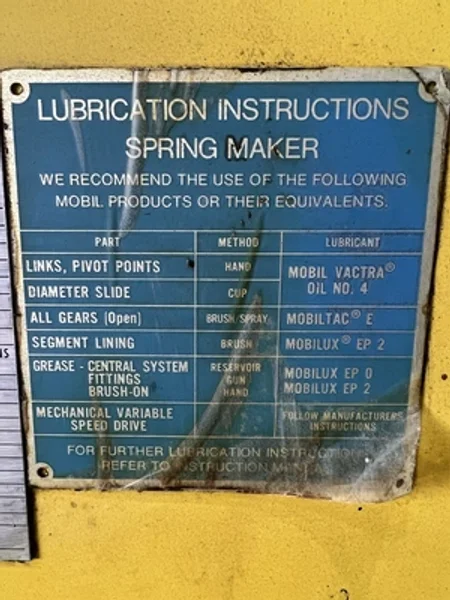 LUBRICATION INSTRUCTIONS
SPRING MAKER
WE RECOMMEND THE USE OF THE FOLLOWING
MOBIL PRODUCTS OR THEIR EQUIVALENTS.
PART METHOD LUBRICANT
LINKS, PIVOT POINTS HAND MOBIL VACTRA®
DIAMETER SLIDE CUP OIL NO. 4
ALL GEARS (Open) BRUSH/SPRAY MOBILTAC® E
SEGMENT LINING BRUSH MOBILUX® EP 2
GREASE - CENTRAL SYSTEM RESERVOIR MOBILUX EP 0
FITTINGS GUN MOBILUX EP 2
BRUSH-ON HAND
MECHANICAL VARIABLE FOLLOW MANUFACTURERS
SPEED DRIVE INSTRUCTIONS
FOR FURTHER LUBRICATION INSTRUCTIONS
REFER TO INSTRUCTION MANUAL